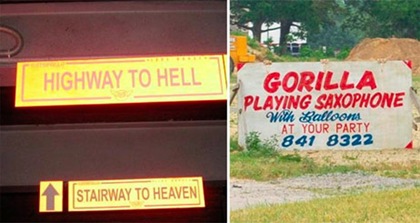 HIGHWAY TO HELL
STAIRWAY TO HEAVEN
GORILLA
PLAYING SAXOPHONE
With Balloons
AT YOUR PARTY
841 8322